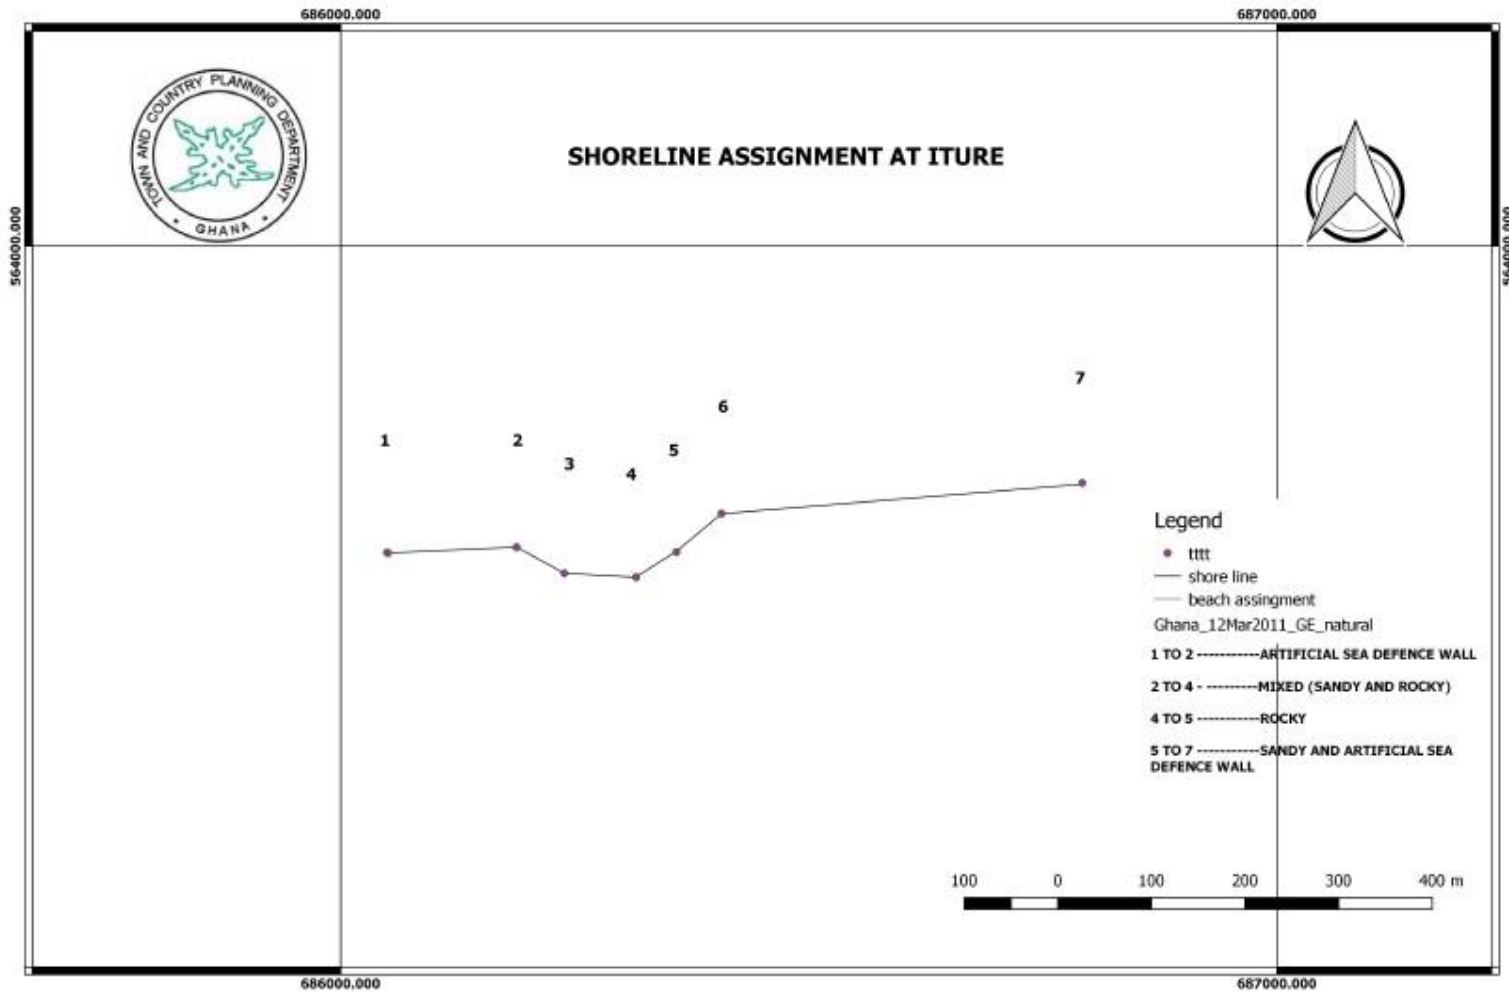 686000.000
687000.000
TOWN AND COUNTRY PLANNING DEPARTMENT
* GHANA *
SHORELINE ASSIGNMENT AT ITURE
564000.000
564000.000
7
6
1
2
5
3
4
Legend
tttt
shore line
beach assingment
Ghana_12Mar2011_GE_natural
1 TO 2 -----------ARTIFICIAL SEA DEFENCE WALL
2 TO 4 - ---------MIXED (SANDY AND ROCKY)
4 TO 5 -----------ROCKY
5 TO 7 -----------SANDY AND ARTIFICIAL SEA
DEFENCE WALL
100 0 100 200 300 400 m
686000.000
687000.000